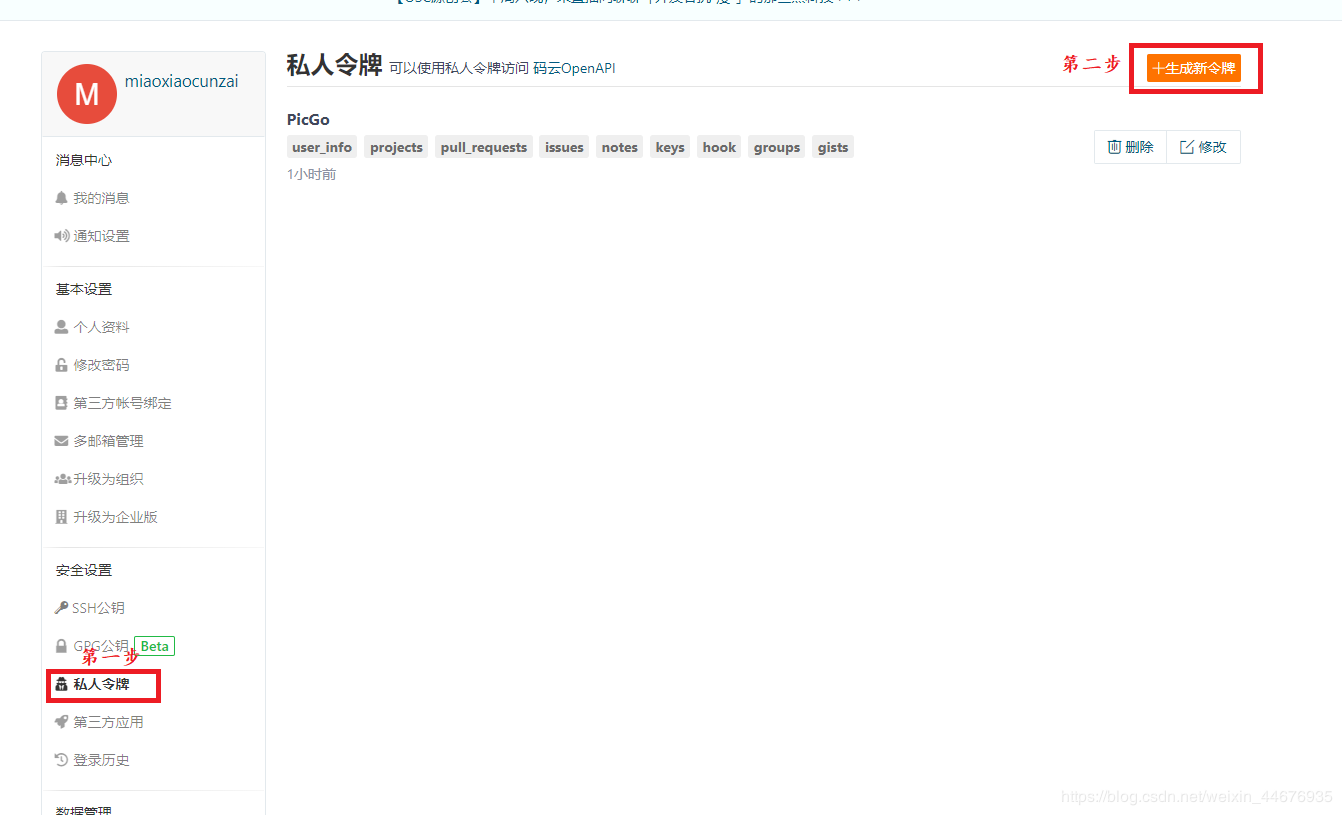 M
miaoxiaocunzai
消息中心
我的消息
通知设置
基本设置
个人资料
修改密码
第三方帐号绑定
多邮箱管理
升级为组织
升级为企业版
安全设置
SSH公钥
GPG公钥 Beta
第一步
私人令牌
第三方应用
登录历史
数据管理
私人令牌 可以使用私人令牌访问 码云OpenAPI
第二步
+生成新令牌
PicGo
user_info projects pull_requests issues notes keys hook groups gists
1小时前
删除 修改
https://blog.csdn.net/weixin_44676935